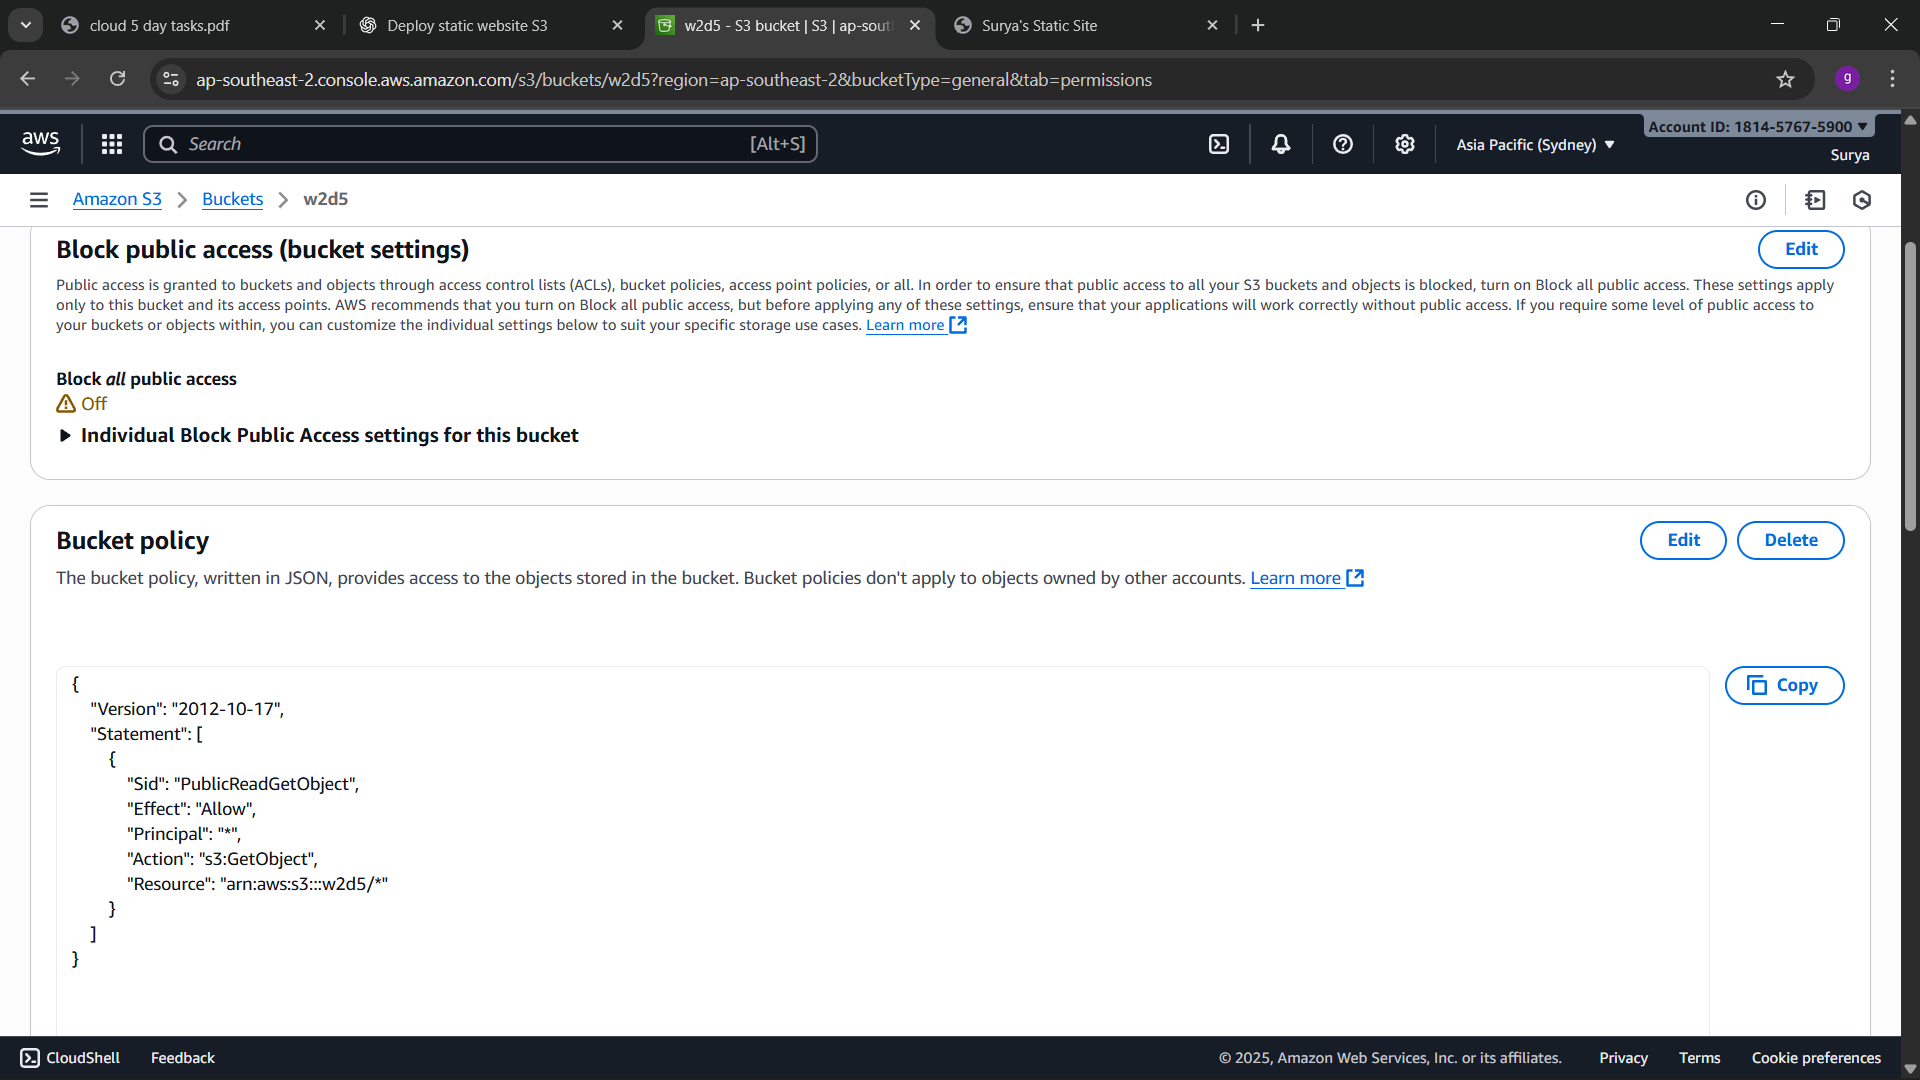 cloud 5 day tasks.pdf
Deploy static website S3
w2d5 - S3 bucket | S3 | ap-sout
Surya's Static Site
ap-southeast-2.console.aws.amazon.com/s3/buckets/w2d5?region=ap-southeast-2&bucketType=general&tab=permissions
g
aws
Search
[Alt+S]
Asia Pacific (Sydney)
Account ID: 1814-5767-5900
Surya
Amazon S3
Buckets
w2d5
Block public access (bucket settings)
Edit
Public access is granted to buckets and objects through access control lists (ACLs), bucket policies, access point policies, or all. In order to ensure that public access to all your S3 buckets and objects is blocked, turn on Block all public access. These settings apply
only to this bucket and its access points. AWS recommends that you turn on Block all public access, but before applying any of these settings, ensure that your applications will work correctly without public access. If you require some level of public access to
your buckets or objects within, you can customize the individual settings below to suit your specific storage use cases. Learn more
Block all public access
Off
Individual Block Public Access settings for this bucket
Bucket policy
Edit
Delete
The bucket policy, written in JSON, provides access to the objects stored in the bucket. Bucket policies don't apply to objects owned by other accounts. Learn more
Copy
{
"Version": "2012-10-17",
"Statement": [
{
"Sid": "PublicReadGetObject",
"Effect": "Allow",
"Principal": "*",
"Action": "s3:GetObject",
"Resource": "arn:aws:s3:::w2d5/*"
}
]
}
CloudShell
Feedback
© 2025, Amazon Web Services, Inc. or its affiliates.
Privacy
Terms
Cookie preferences